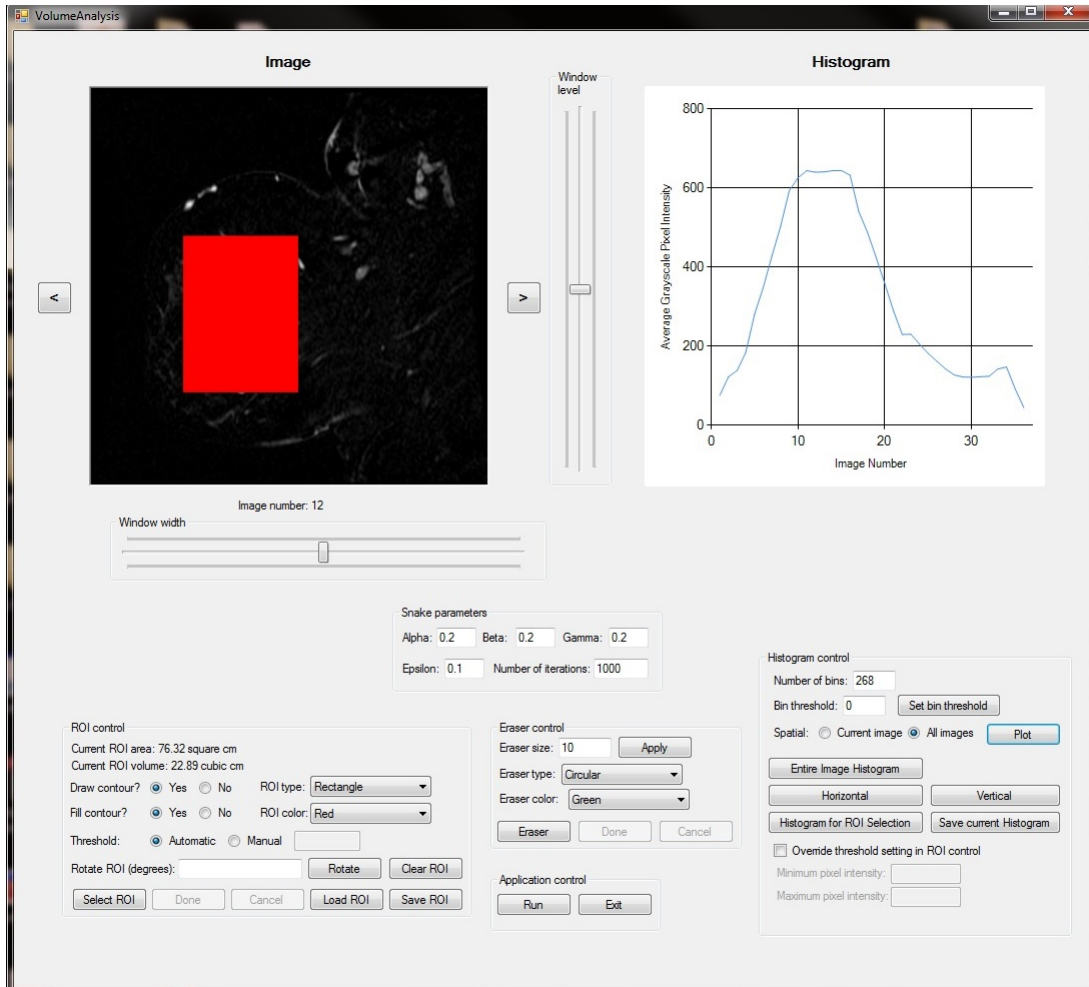 VolumeAnalysis
Image
Window
level
Histogram
800
600
400
200
0
0 10 20 30
Average Grayscale Pixel Intensity
Image Number
<
>
Image number: 12
Window width
Snake parameters
Alpha: 0.2 Beta: 0.2 Gamma: 0.2
Epsilon: 0.1 Number of iterations: 1000
ROI control
Current ROI area: 76.32 square cm
Current ROI volume: 22.89 cubic cm
Draw contour? Yes No ROI type: Rectangle
Fill contour? Yes No ROI color: Red
Threshold: Automatic Manual
Rotate ROI (degrees): Rotate Clear ROI
Select ROI Done Cancel Load ROI Save ROI
Eraser control
Eraser size: 10 Apply
Eraser type: Circular
Eraser color: Green
Eraser Done Cancel
Application control
Run Exit
Histogram control
Number of bins: 268
Bin threshold: 0 Set bin threshold
Spatial: Current image All images Plot
Entire Image Histogram
Horizontal Vertical
Histogram for ROI Selection Save current Histogram
Override threshold setting in ROI control
Minimum pixel intensity:
Maximum pixel intensity: